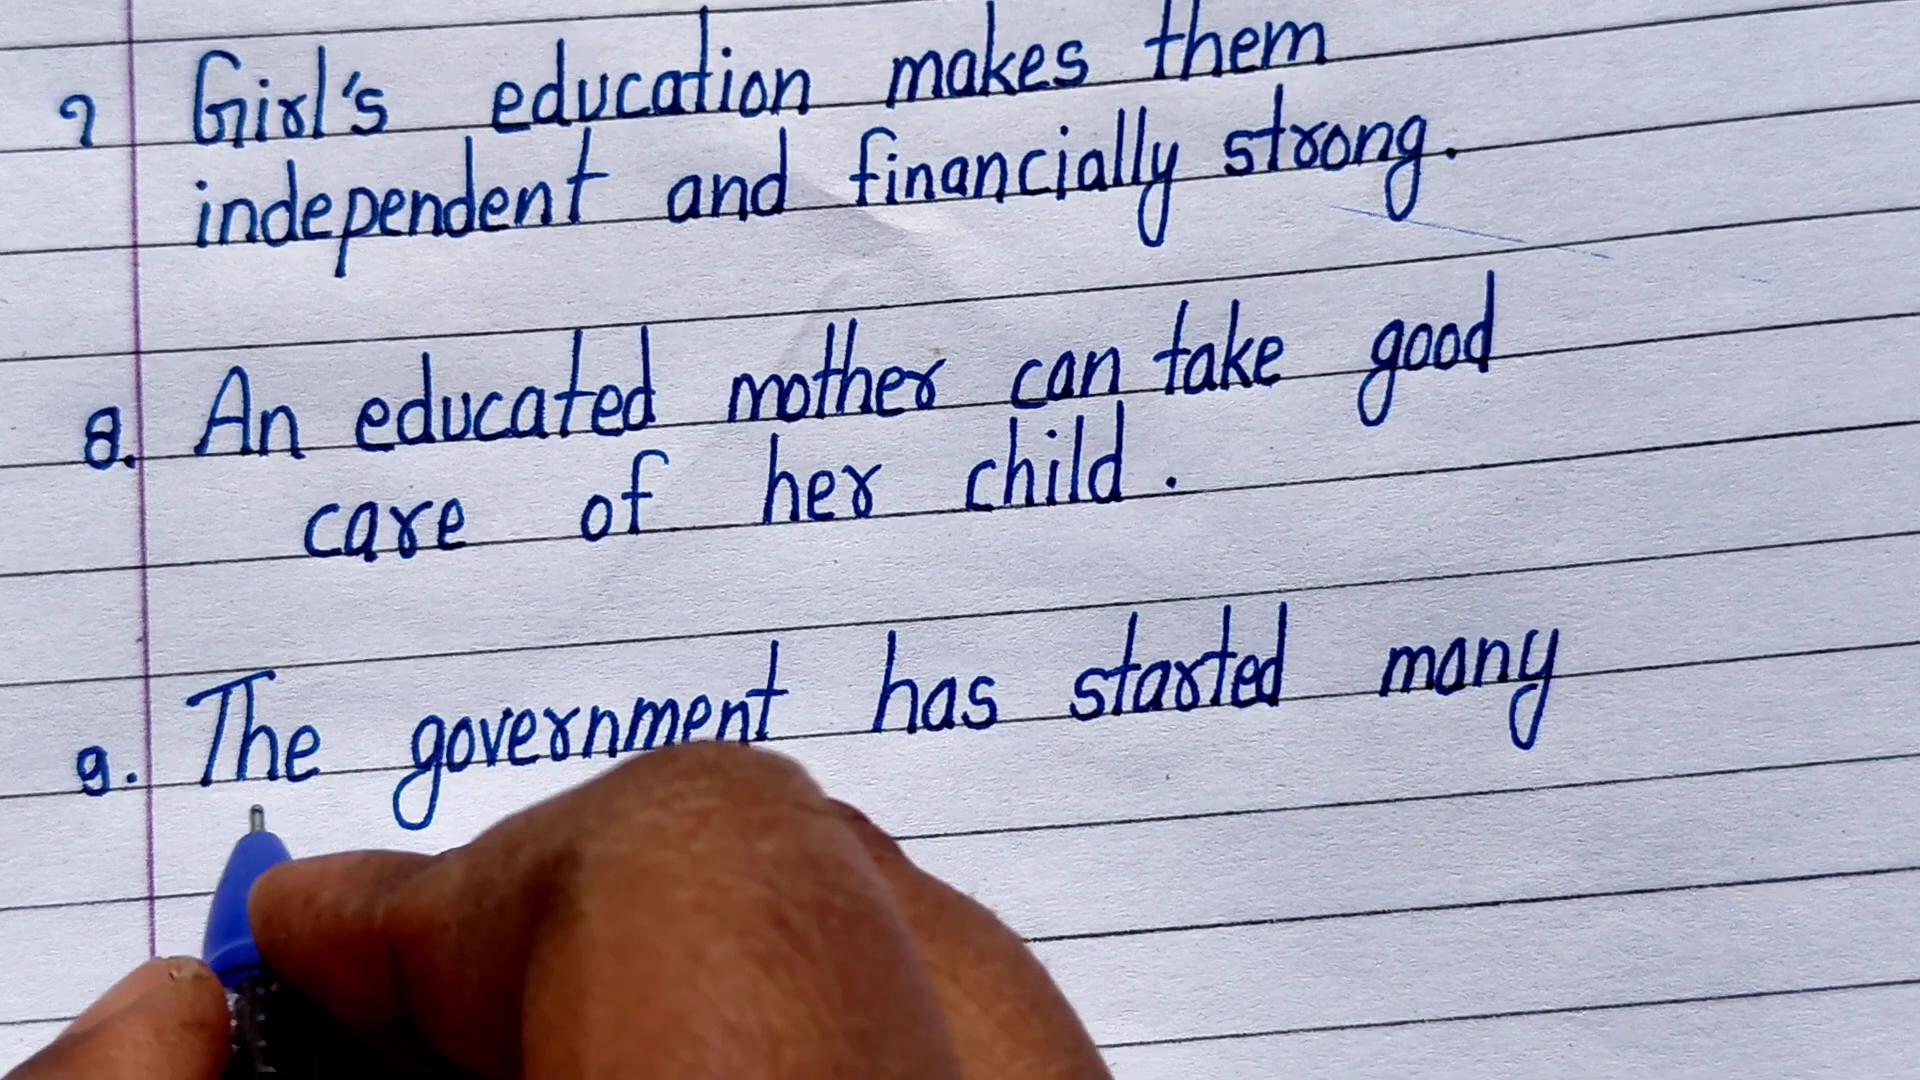 7 Girl's education makes them
independent and financially strong.
8. An educated mother can take good
care of her child.
9. The government has started many